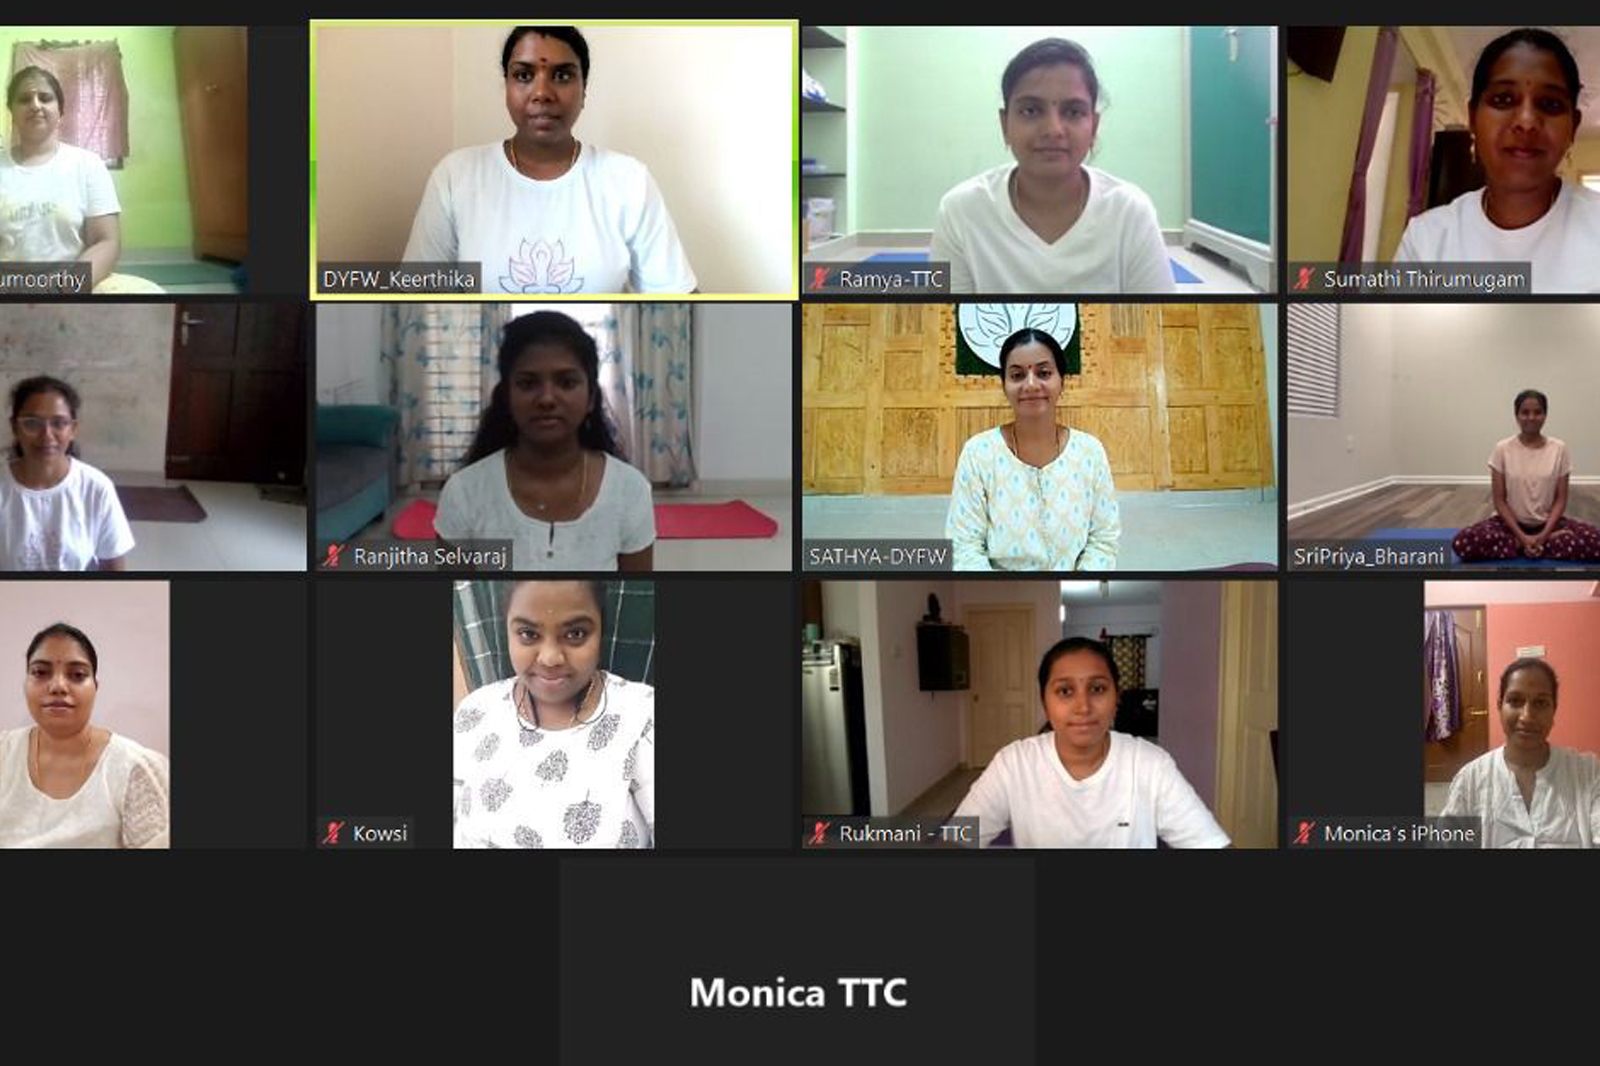 umoorthy
DYFW_Keerthika
Ramya-TTC
Sumathi Thirumugam
Ranjitha Selvaraj
SATHYA-DYFW
SriPriya_Bharani
Kowsi
Rukmani - TTC
Monica's iPhone
Monica TTC